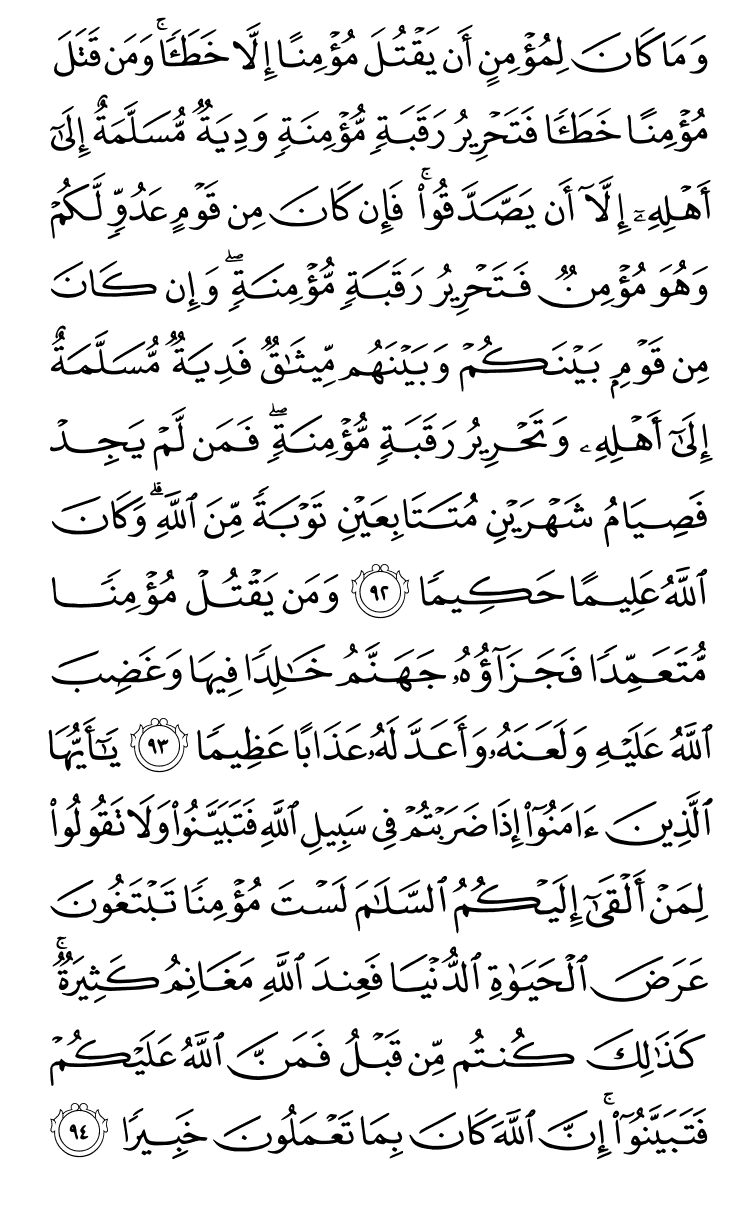 وَمَا كَانَ لِمُؤْمِنٍ أَن يَقْتُلَ مُؤْمِنًا إِلَّا خَطَـًٔا ۚ وَمَن قَتَلَ
مُؤْمِنًا خَطَـًٔا فَتَحْرِيرُ رَقَبَةٍ مُّؤْمِنَةٍ وَدِيَةٌ مُّسَلَّمَةٌ إِلَىٰٓ
أَهْلِهِۦٓ إِلَّآ أَن يَصَّدَّقُوا۟ ۚ فَإِن كَانَ مِن قَوْمٍ عَدُوٍّ لَّكُمْ
وَهُوَ مُؤْمِنٌ فَتَحْرِيرُ رَقَبَةٍ مُّؤْمِنَةٍ ۖ وَإِن كَانَ
مِن قَوْمٍۭ بَيْنَكُمْ وَبَيْنَهُم مِّيثَـٰقٌ فَدِيَةٌ مُّسَلَّمَةٌ
إِلَىٰٓ أَهْلِهِۦ وَتَحْرِيرُ رَقَبَةٍ مُّؤْمِنَةٍ ۖ فَمَن لَّمْ يَجِدْ
فَصِيَامُ شَهْرَيْنِ مُتَتَابِعَيْنِ تَوْبَةً مِّنَ ٱللَّهِ ۗ وَكَانَ
ٱللَّهُ عَلِيمًا حَكِيمًا ٩٢ وَمَن يَقْتُلْ مُؤْمِنًا
مُّتَعَمِّدًا فَجَزَآؤُهُۥ جَهَنَّمُ خَـٰلِدًا فِيهَا وَغَضِبَ
ٱللَّهُ عَلَيْهِ وَلَعَنَهُۥ وَأَعَدَّ لَهُۥ عَذَابًا عَظِيمًا ٩٣ يَـٰٓأَيُّهَا
ٱلَّذِينَ ءَامَنُوٓا۟ إِذَا ضَرَبْتُمْ فِى سَبِيلِ ٱللَّهِ فَتَبَيَّنُوا۟ وَلَا تَقُولُوا۟
لِمَنْ أَلْقَىٰٓ إِلَيْكُمُ ٱلسَّلَـٰمَ لَسْتَ مُؤْمِنًا تَبْتَغُونَ
عَرَضَ ٱلْحَيَوٰةِ ٱلدُّنْيَا فَعِندَ ٱللَّهِ مَغَانِمُ كَثِيرَةٌ ۚ
كَذَٰلِكَ كُنتُم مِّن قَبْلُ فَمَنَّ ٱللَّهُ عَلَيْكُمْ
فَتَبَيَّنُوٓا۟ ۚ إِنَّ ٱللَّهَ كَانَ بِمَا تَعْمَلُونَ خَبِيرًا ٩٤